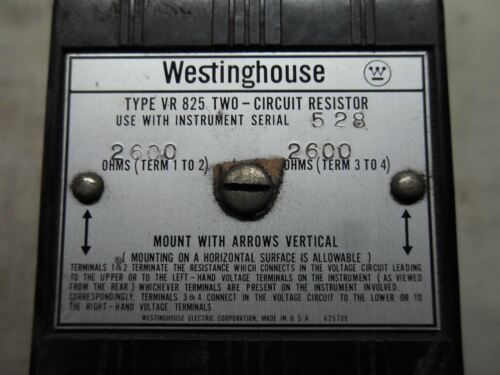 Westinghouse W
TYPE VR 825 TWO-CIRCUIT RESISTOR
USE WITH INSTRUMENT SERIAL 528
2600 2600
OHMS (TERM 1 TO 2) OHMS (TERM 3 TO 4)
MOUNT WITH ARROWS VERTICAL
( MOUNTING ON A HORIZONTAL SURFACE IS ALLOWABLE )
TERMINALS 1&2 TERMINATE THE RESISTANCE WHICH CONNECTS IN THE VOLTAGE CIRCUIT LEADING
TO THE UPPER OR TO THE LEFT-HAND VOLTAGE TERMINALS ON THE INSTRUMENT (AS VIEWED
FROM THE REAR) WHICHEVER TERMINALS ARE PRESENT ON THE INSTRUMENT INVOLVED.
CORRESPONDINGLY, TERMINALS 3&4 CONNECT IN THE VOLTAGE CIRCUIT TO THE LOWER OR TO
THE RIGHT-HAND VOLTAGE TERMINALS
WESTINGHOUSE ELECTRIC CORPORATION, MADE IN U.S.A.